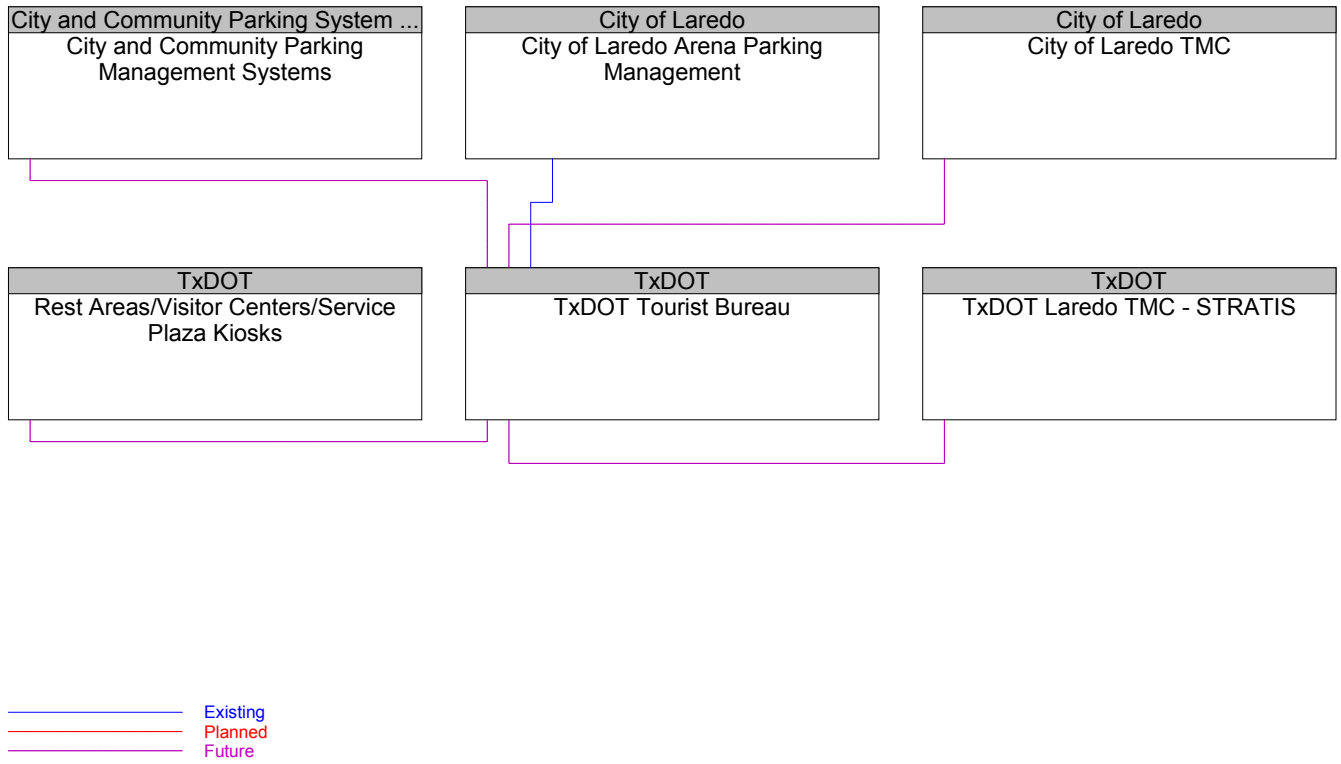 City and Community Parking System ...
City and Community Parking
Management Systems
City of Laredo
City of Laredo Arena Parking
Management
City of Laredo
City of Laredo TMC
TxDOT
Rest Areas/Visitor Centers/Service
Plaza Kiosks
TxDOT
TxDOT Tourist Bureau
TxDOT
TxDOT Laredo TMC - STRATIS
Existing
Planned
Future